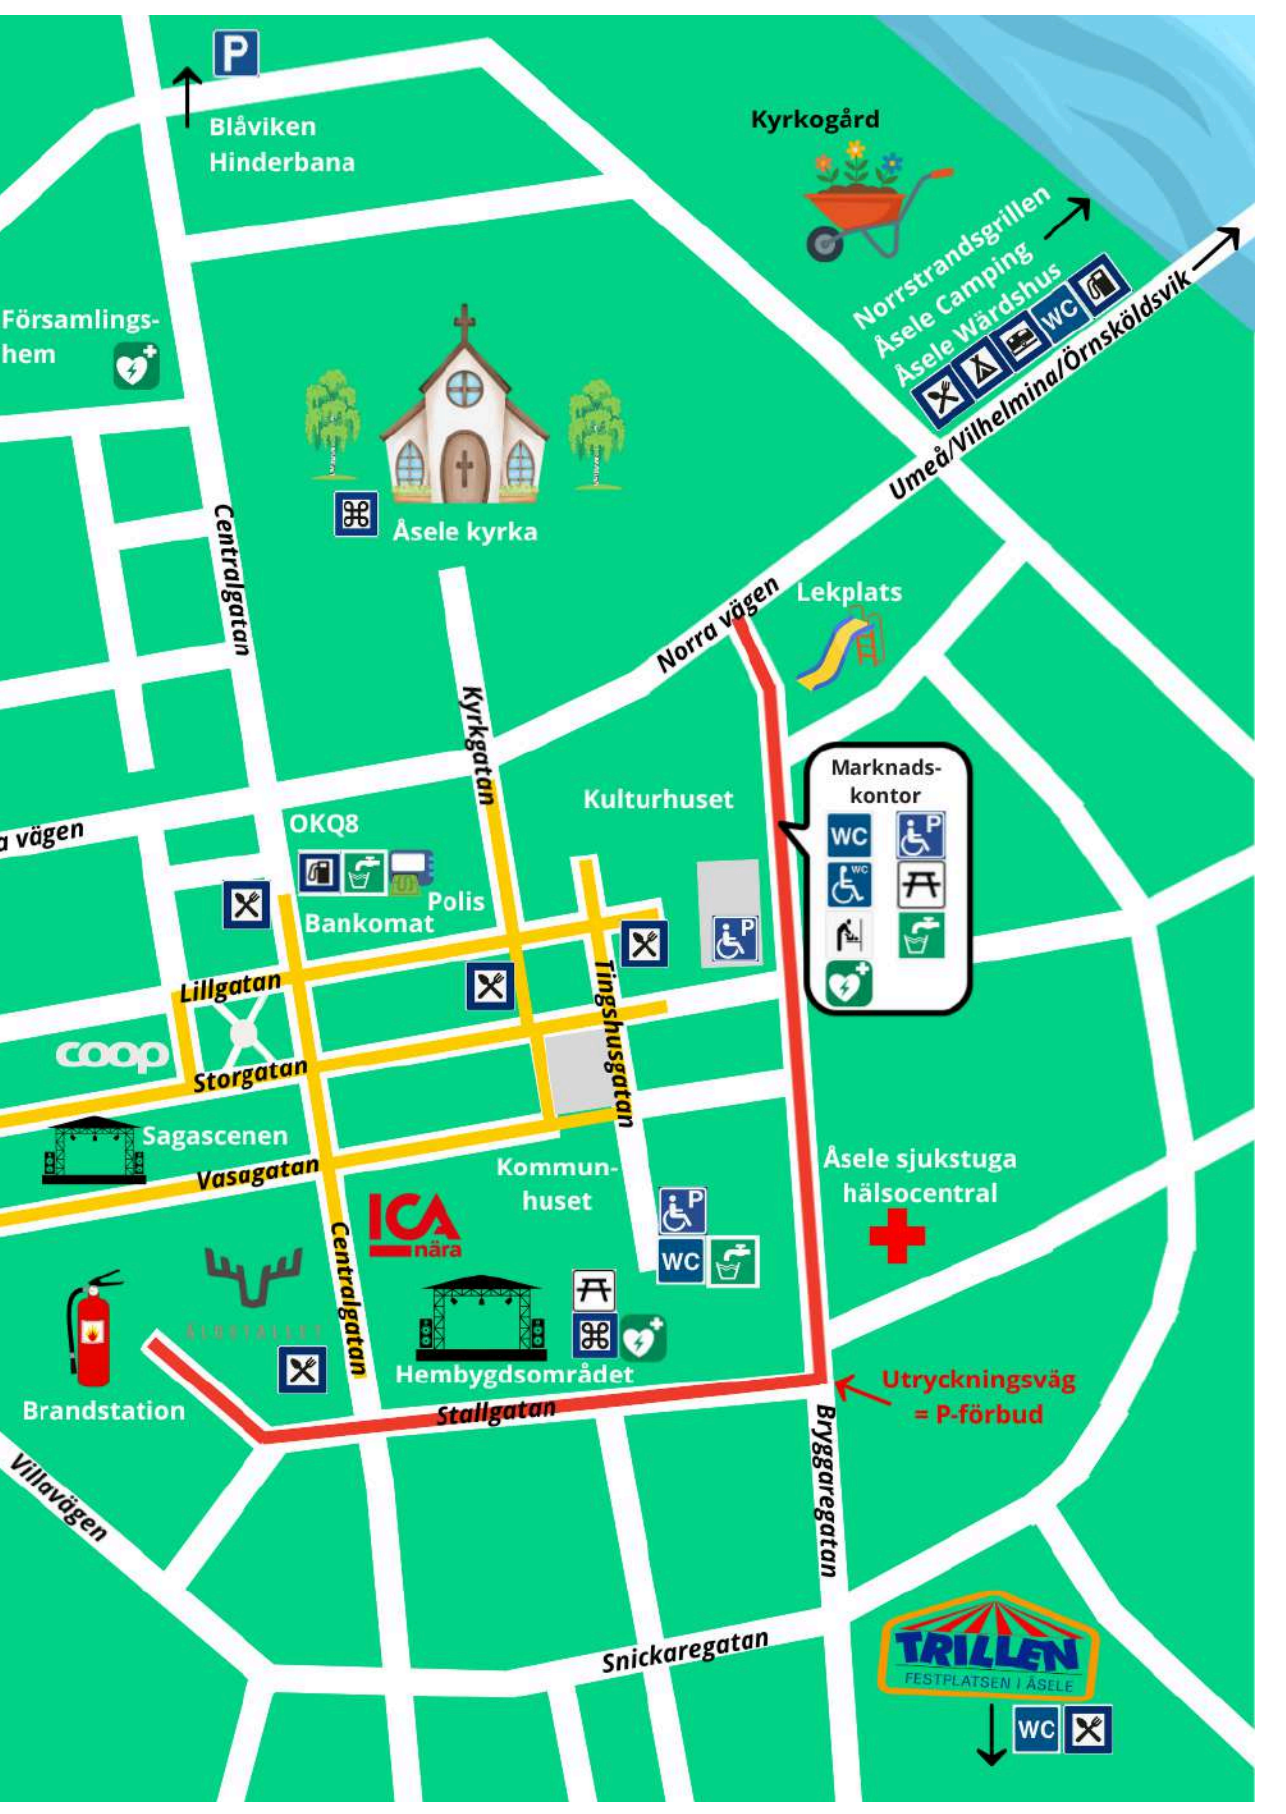 P
Blåviken
Hinderbana
Kyrkogård
Norrstrandsgrillen
Åsele Camping
Åsele Wärdshus
WC
Umeå/Vilhelmina/Örnsköldsvik
Församlings-
hem
Centralgatan
Åsele kyrka
Lekplats
Norra vägen
Kyrkgatan
Marknads-
kontor
WC
P
WC
Kulturhuset
a vägen
OKQ8
Polis
Bankomat
P
Lillgatan
Tingshusgatan
coop
Storgatan
Sagascenen
Vasagatan
Kommun-
huset
Åsele sjukstuga
hälsocentral
P
WC
ICA
nära
Centralgatan
Hembygdsområdet
Brandstation
Stallgatan
Utryckningsväg
= P-förbud
Villavägen
Bryggaregatan
Snickaregatan
TRILLEN
FESTPLATSEN I ÅSELE
WC